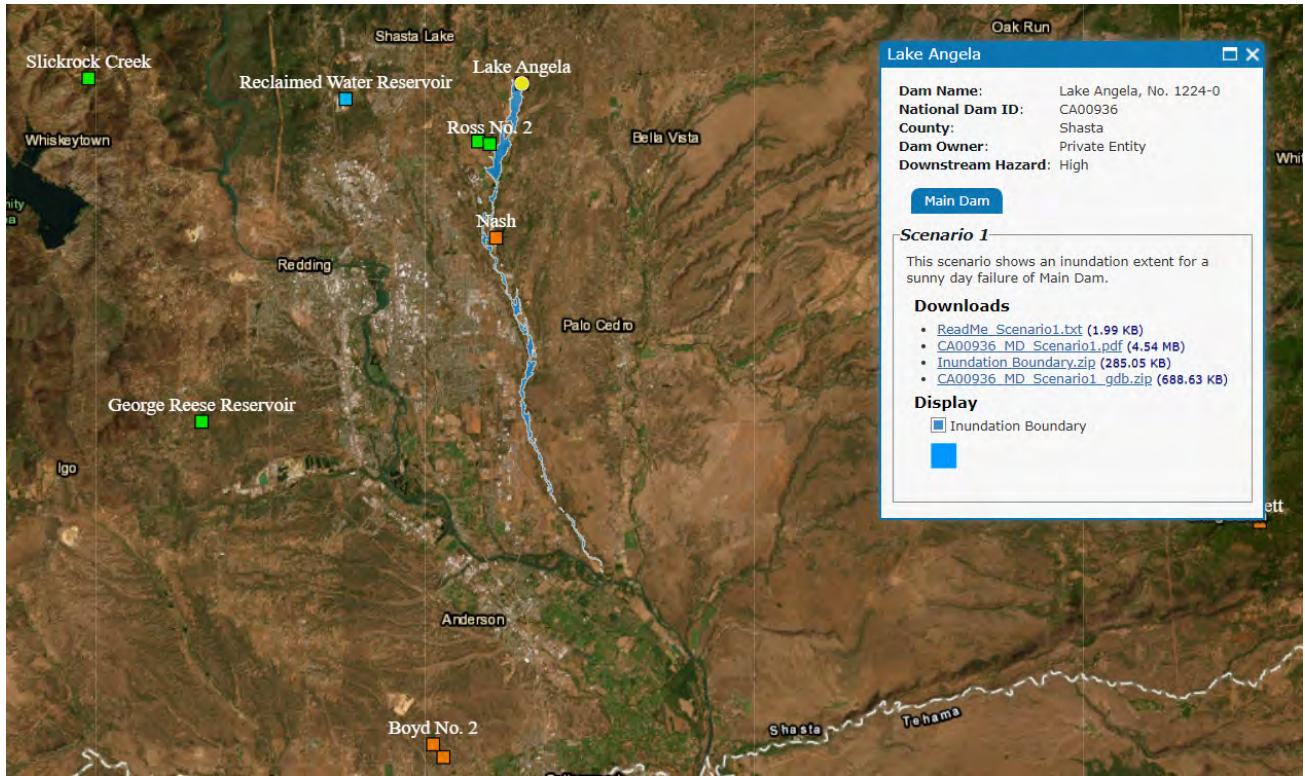 Shasta Lake
Oak Run
Slickrock Creek
Lake Angela
Reclaimed Water Reservoir
Ross No. 2
Bella Vista
Whiskeytown
Nash
Redding
Palo Cedro
George Reese Reservoir
Igo
Anderson
Boyd No. 2
Shasta
Tehama
Lake Angela
Dam Name: Lake Angela, No. 1224-0
National Dam ID: CA00936
County: Shasta
Dam Owner: Private Entity
Downstream Hazard: High
Main Dam
Scenario 1
This scenario shows an inundation extent for a
sunny day failure of Main Dam.
Downloads
ReadMe_Scenario1.txt (1.99 KB)
CA00936_MD_Scenario1.pdf (4.54 MB)
Inundation Boundary.zip (285.05 KB)
CA00936_MD_Scenario1_gdb.zip (688.63 KB)
Display
Inundation Boundary